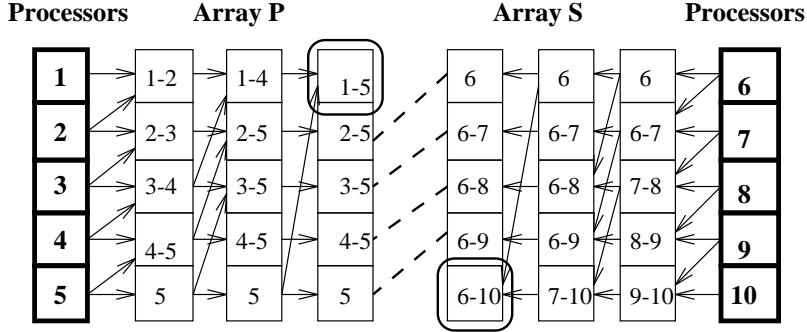 Processors Array P Array S Processors
1 1-2 1-4 1-5 6 6 6 6
2 2-3 2-5 2-5 6-7 6-7 6-7 7
3 3-4 3-5 3-5 6-8 6-8 7-8 8
4 4-5 4-5 4-5 6-9 6-9 8-9 9
5 5 5 5 6-10 7-10 9-10 10